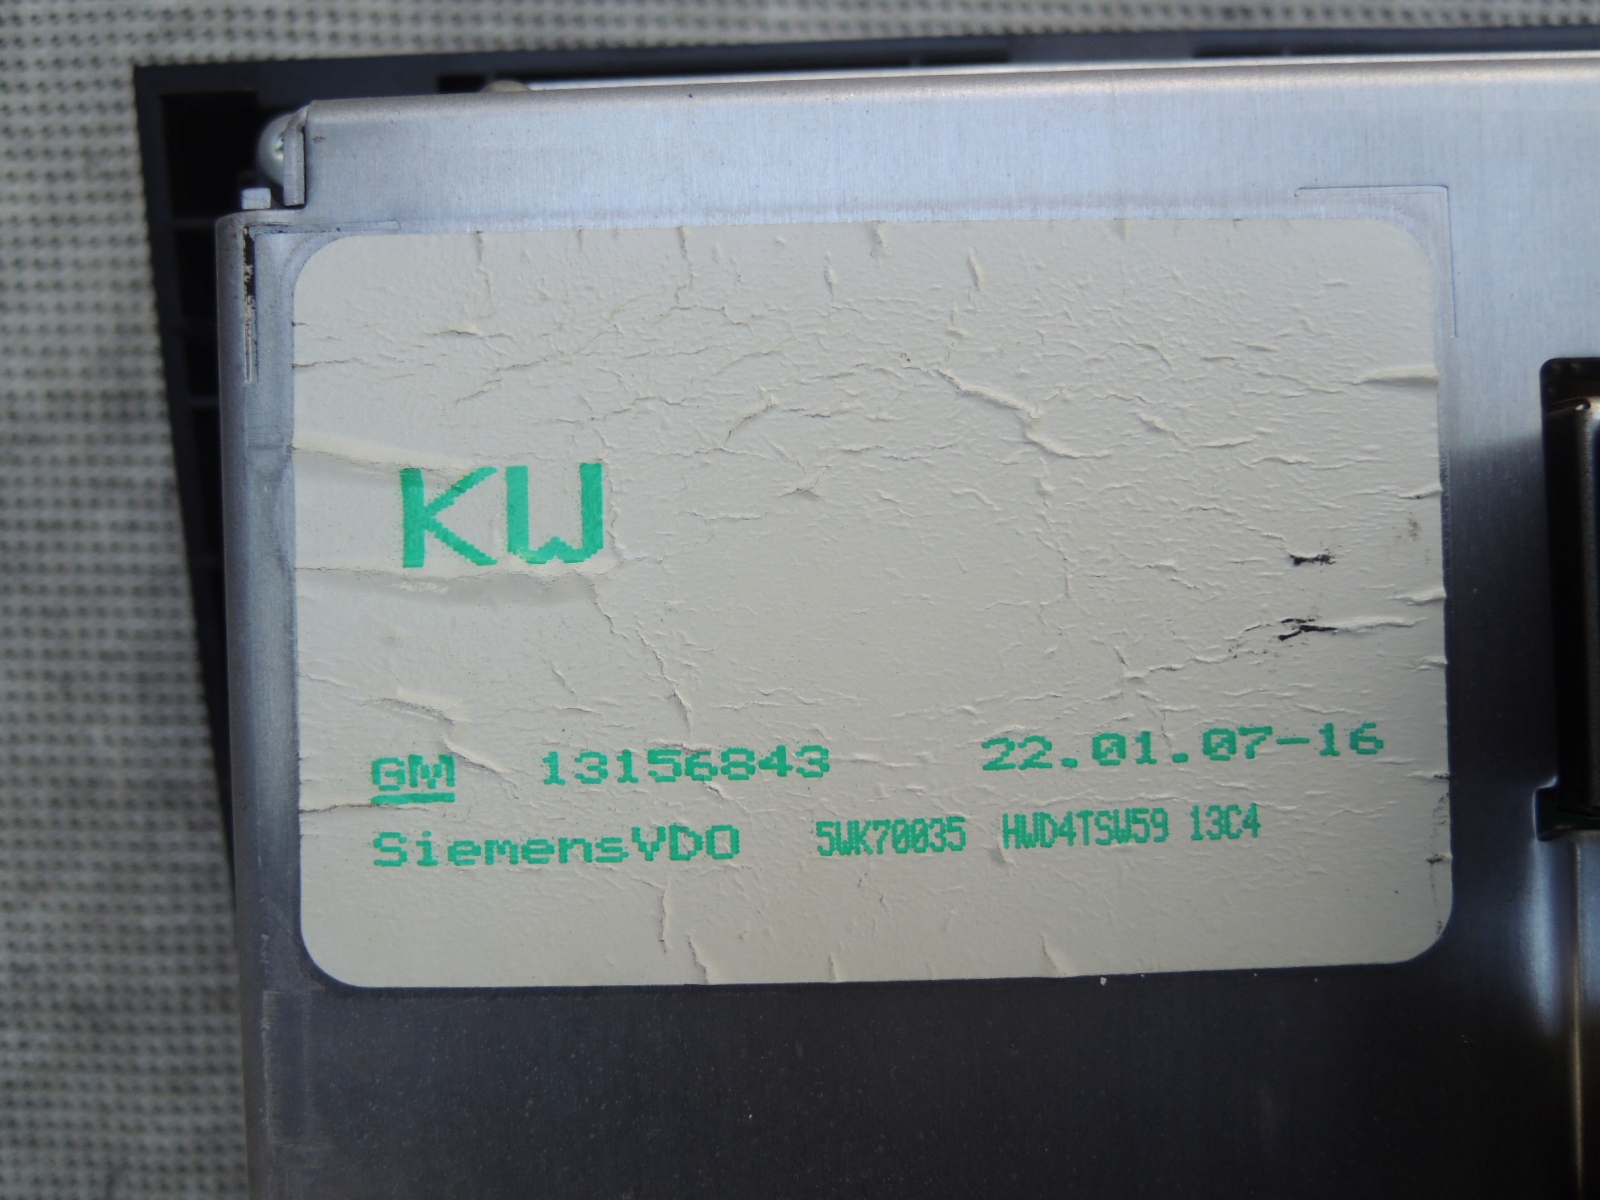 KW
GM 13156843 22.01.07-16
SiemensVDO 5WK70035 HWD4TSW59 13C4